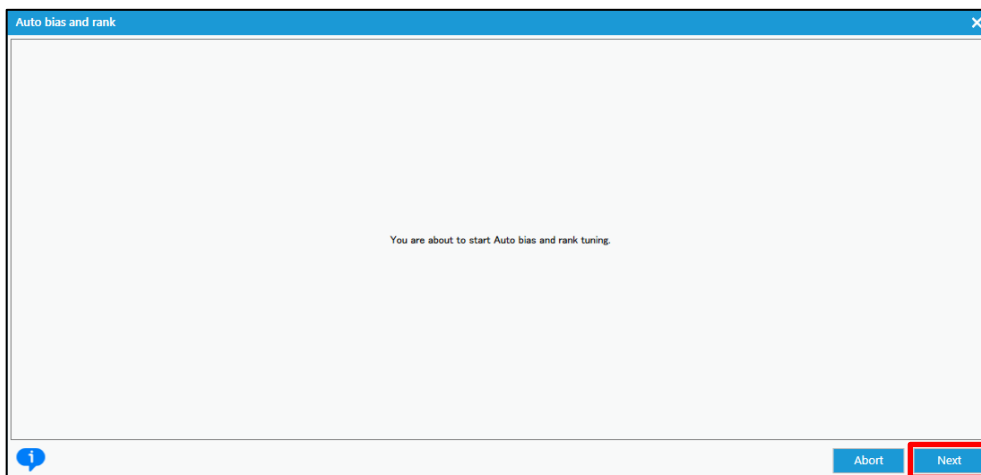 Auto bias and rank
You are about to start Auto bias and rank tuning.
Abort
Next